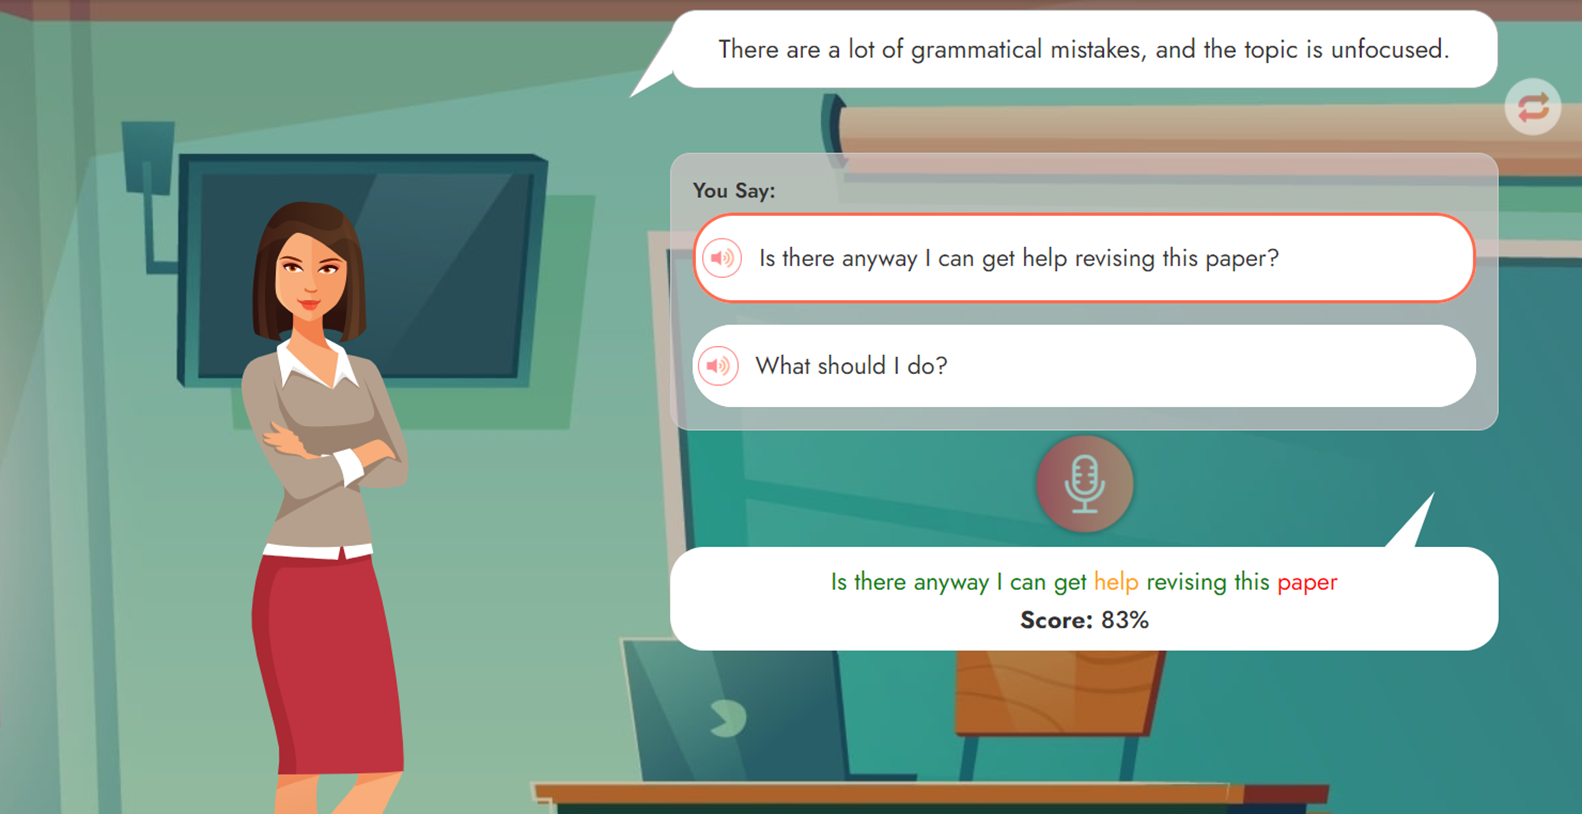 There are a lot of grammatical mistakes, and the topic is unfocused.
You Say:
Is there anyway I can get help revising this paper?
What should I do?
Is there anyway I can get help revising this paper
Score: 83%